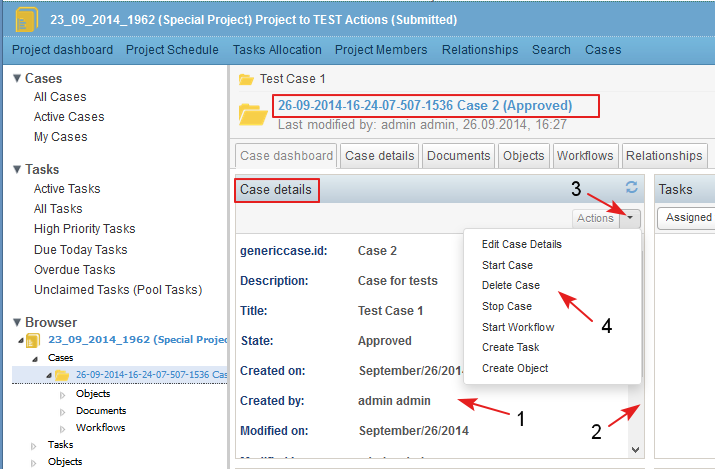 23_09_2014_1962 (Special Project) Project to TEST Actions (Submitted)
Project dashboard Project Schedule Tasks Allocation Project Members Relationships Search Cases
Cases
All Cases
Active Cases
My Cases
Tasks
Active Tasks
All Tasks
High Priority Tasks
Due Today Tasks
Overdue Tasks
Unclaimed Tasks (Pool Tasks)
Browser
23_09_2014_1962 (Special Projec
Cases
26-09-2014-16-24-07-507-1536 Cas
Objects
Documents
Workflows
Tasks
Objects
Test Case 1
26-09-2014-16-24-07-507-1536 Case 2 (Approved)
Last modified by: admin admin, 26.09.2014, 16:27
Case dashboard Case details Documents Objects Workflows Relationships
Case details
3
Actions
genericcase.id: Case 2
Description: Case for tests
Title: Test Case 1
State: Approved
Created on: September/26/2014
Created by: admin admin
Modified on: September/26/2014
Edit Case Details
Start Case
Delete Case
Stop Case
Start Workflow
Create Task
Create Object
4
1
2
Tasks
Assigned